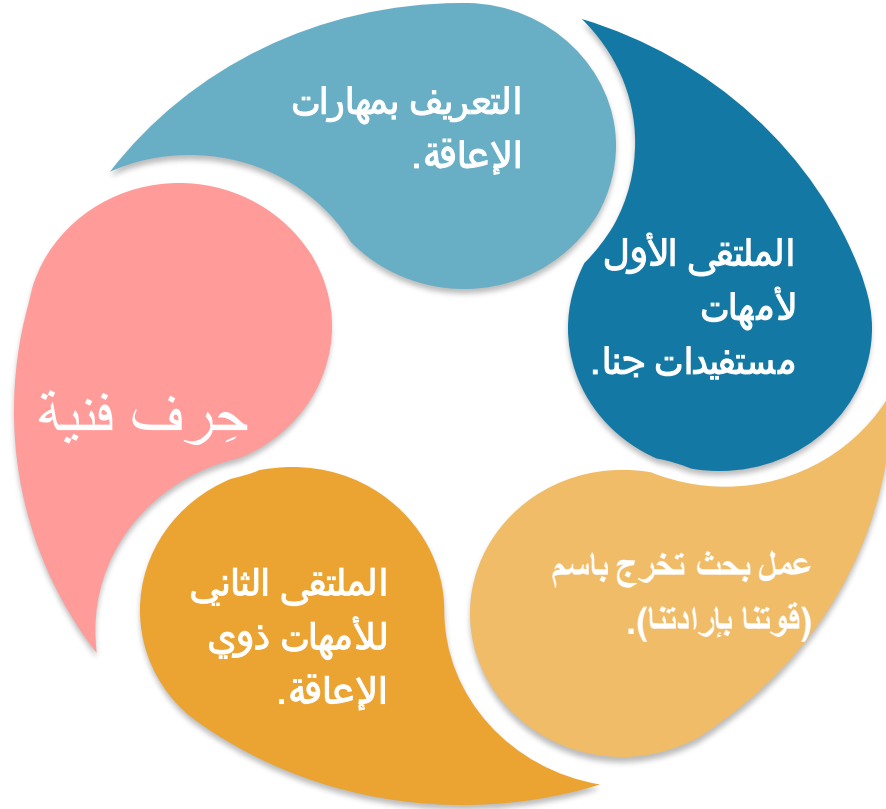 التعريف بمهارات
الإعاقة.
الملتقى الأول
لأمهات
مستفيدات جنا.
عمل بحث تخرج باسم
(قوتنا بإرادتنا).
الملتقى الثاني
للأمهات ذوي
الإعاقة.
حِرف فنية